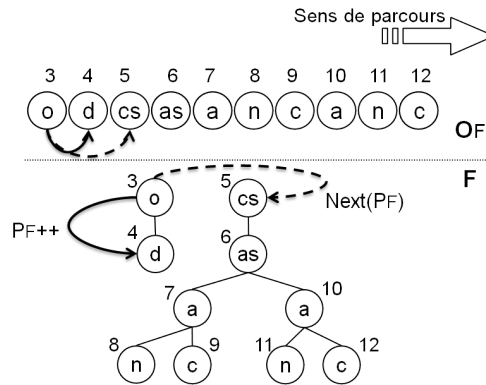 Sens de parcours
3 4 5 6 7 8 9 10 11 12
o d cs as a n c a n c
OF
F
3 o 5 cs
Next(PF)
PF++
4 d 6 as
7 a 10 a
8 n c 9 11 n c 12